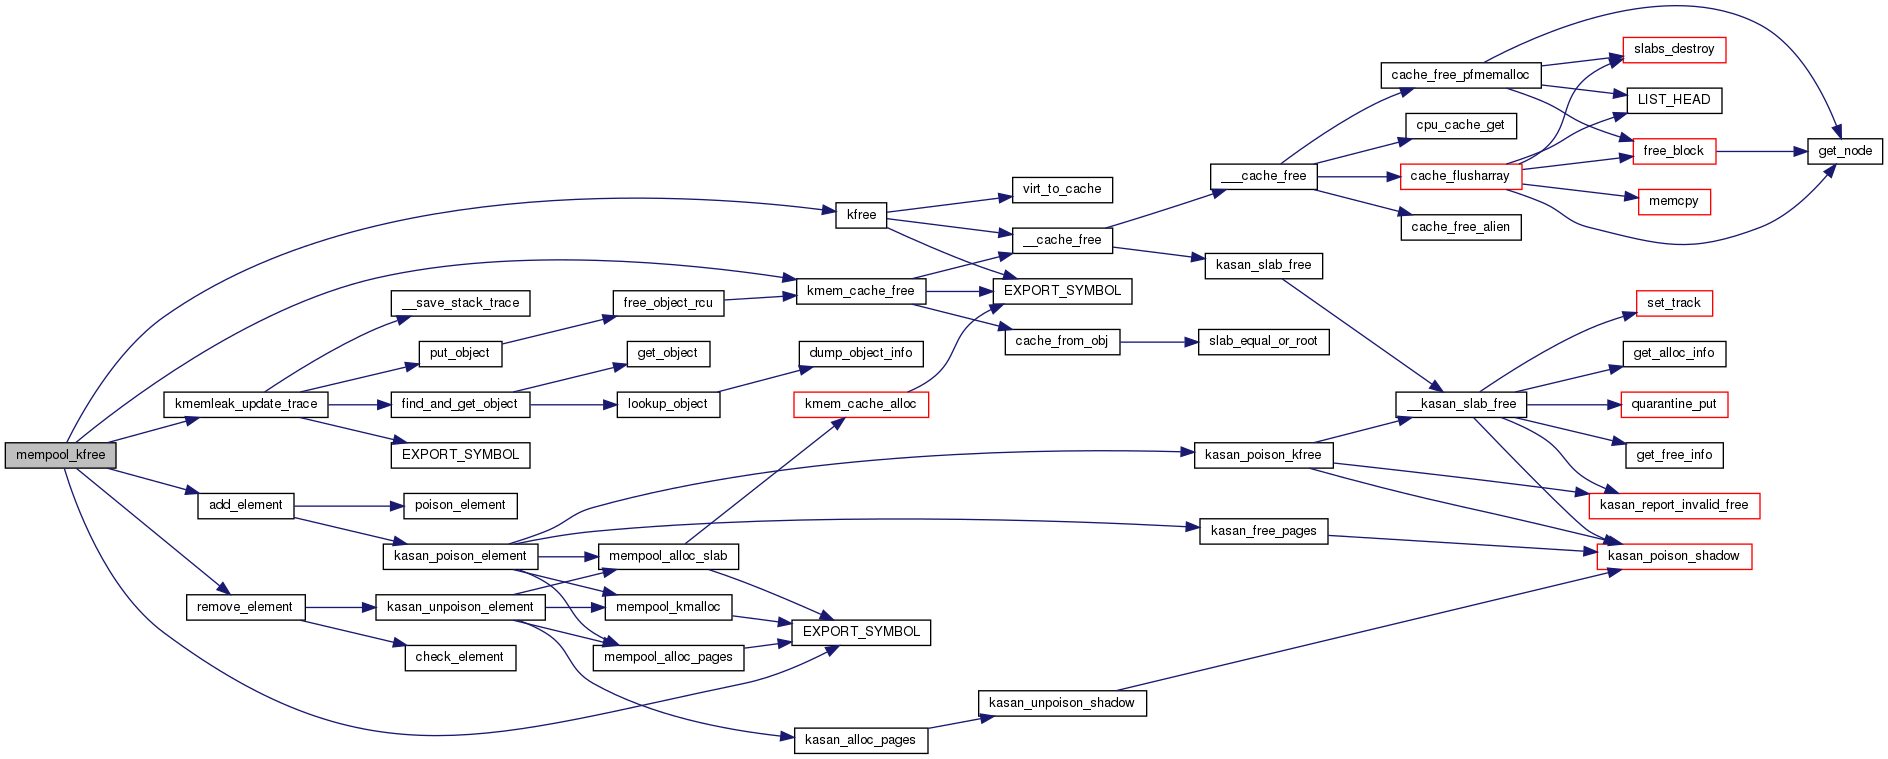 mempool_kfree
kmemleak_update_trace
add_element
remove_element
__save_stack_trace
put_object
find_and_get_object
EXPORT_SYMBOL
poison_element
kasan_poison_element
kasan_unpoison_element
check_element
free_object_rcu
get_object
lookup_object
mempool_alloc_slab
mempool_kmalloc
mempool_alloc_pages
kfree
kmem_cache_free
dump_object_info
kmem_cache_alloc
EXPORT_SYMBOL
kasan_alloc_pages
virt_to_cache
__cache_free
EXPORT_SYMBOL
cache_from_obj
kasan_unpoison_shadow
___cache_free
kasan_slab_free
slab_equal_or_root
kasan_poison_kfree
kasan_free_pages
cache_free_pfmemalloc
cpu_cache_get
cache_flusharray
cache_free_alien
__kasan_slab_free
slabs_destroy
LIST_HEAD
free_block
memcpy
set_track
get_alloc_info
quarantine_put
get_free_info
kasan_report_invalid_free
kasan_poison_shadow
get_node